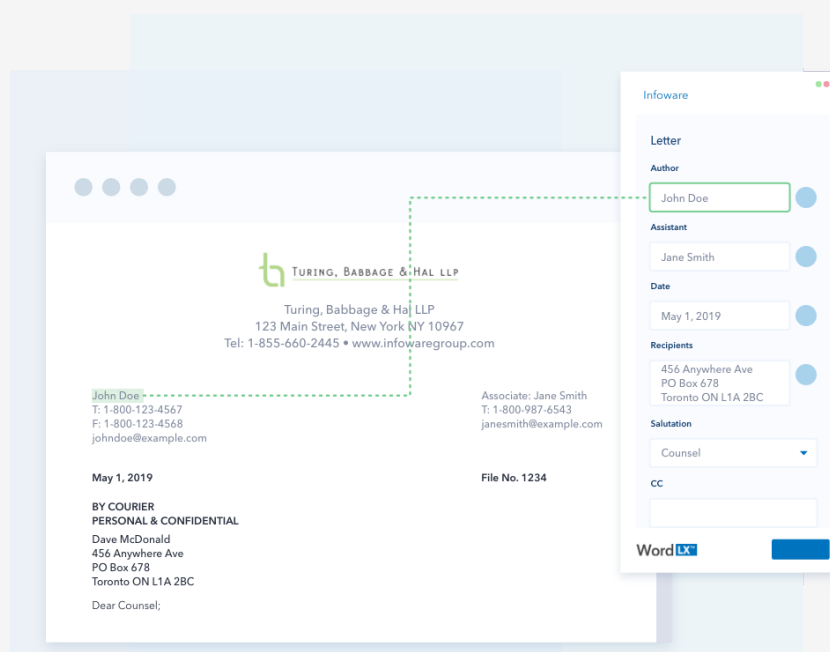 Infoware
Letter
Author
John Doe
Assistant
Jane Smith
Date
May 1, 2019
Recipients
456 Anywhere Ave
PO Box 678
Toronto ON L1A 2BC
Salutation
Counsel
CC
Word LX™
TURING, BABBAGE & HAL LLP
Turing, Babbage & Hal LLP
123 Main Street, New York NY 10967
Tel: 1-855-660-2445 • www.infowaregroup.com
John Doe
T: 1-800-123-4567
F: 1-800-123-4568
johndoe@example.com
Associate: Jane Smith
T: 1-800-987-6543
janesmith@example.com
May 1, 2019
File No. 1234
BY COURIER
PERSONAL & CONFIDENTIAL
Dave McDonald
456 Anywhere Ave
PO Box 678
Toronto ON L1A 2BC
Dear Counsel;